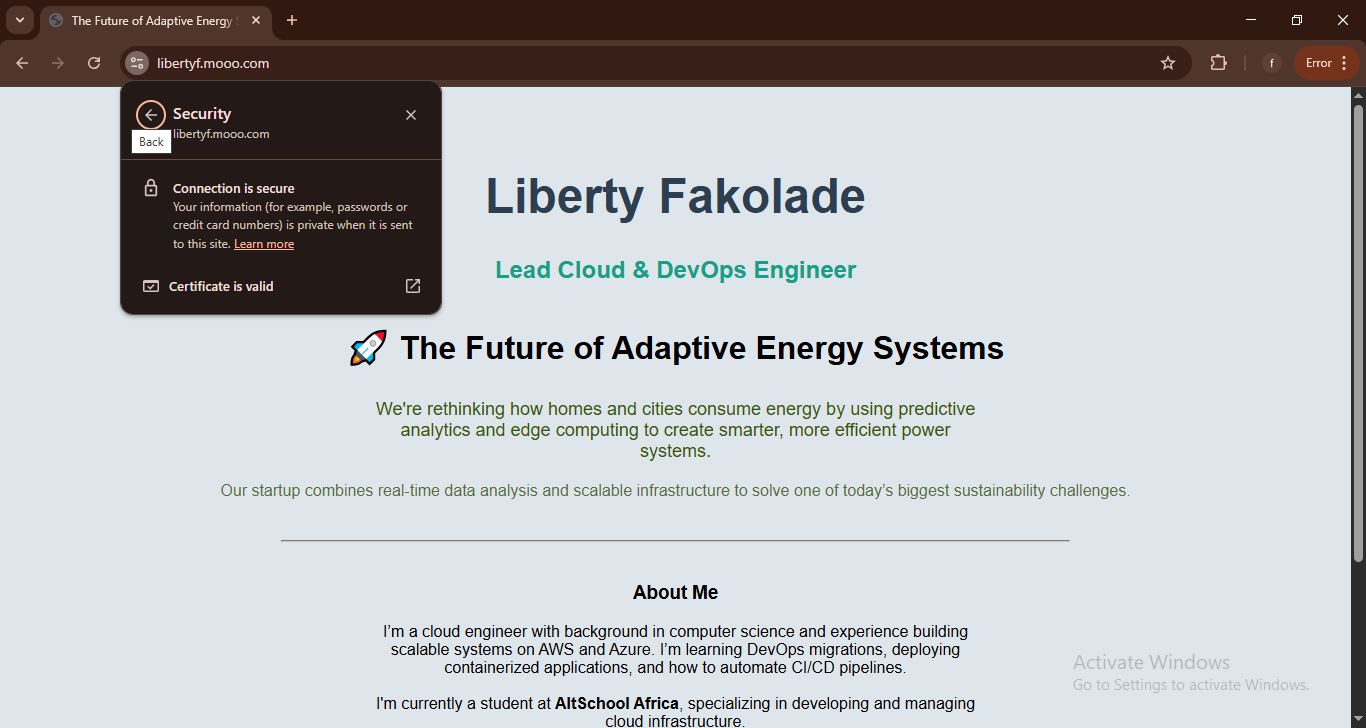 The Future of Adaptive Energy S
libertyf.mooo.com
f
Error
Security
libertyf.mooo.com
Back
Connection is secure
Your information (for example, passwords or
credit card numbers) is private when it is sent
to this site. Learn more
Certificate is valid
Liberty Fakolade
Lead Cloud & DevOps Engineer
🚀 The Future of Adaptive Energy Systems
We're rethinking how homes and cities consume energy by using predictive
analytics and edge computing to create smarter, more efficient power
systems.
Our startup combines real-time data analysis and scalable infrastructure to solve one of today’s biggest sustainability challenges.
About Me
I’m a cloud engineer with background in computer science and experience building
scalable systems on AWS and Azure. I’m learning DevOps migrations, deploying
containerized applications, and how to automate CI/CD pipelines.
I'm currently a student at AltSchool Africa, specializing in developing and managing
cloud infrastructure.
Activate Windows
Go to Settings to activate Windows.